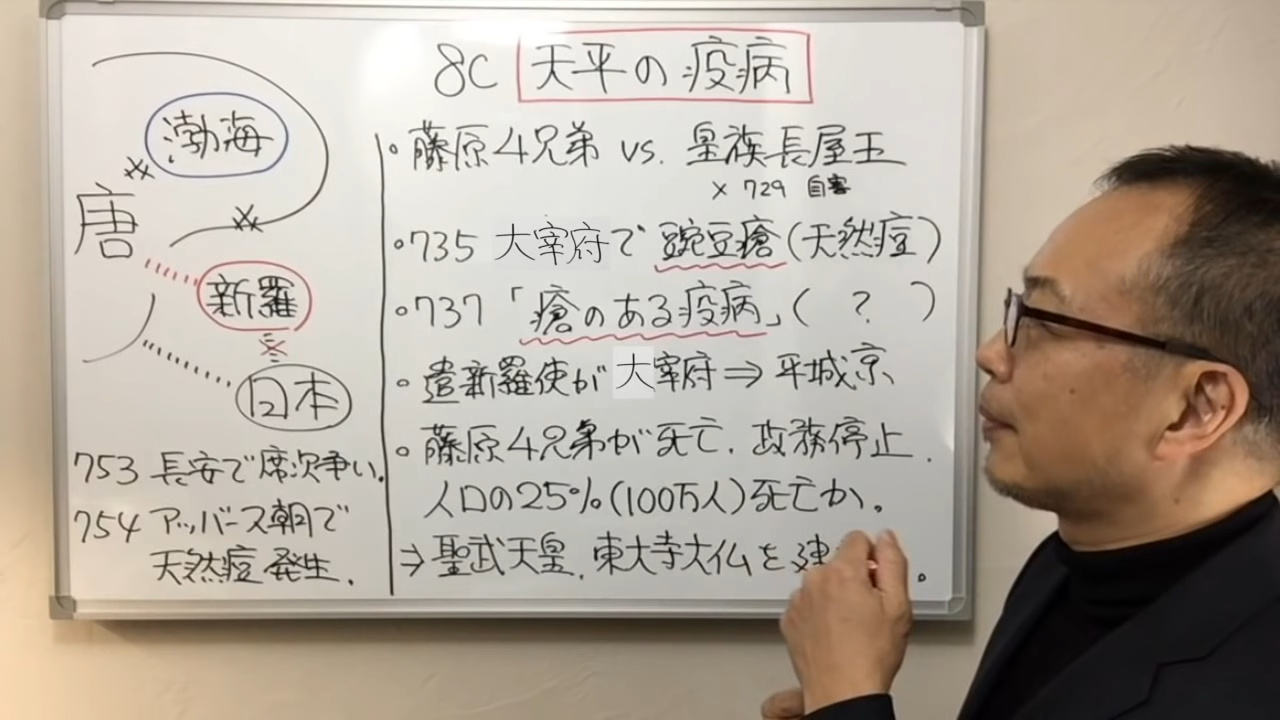 8C 天平の疫病
渤海
唐
新羅
日本
753 長安で席次争い.
754 アッバース朝で
天然痘発生.
・藤原4兄弟 vs. 皇族長屋王
× 729 自害
・735 大宰府で豌豆瘡(天然痘)
・737 「瘡のある疫病」( ? )
・遣新羅使が大宰府⇒平城京
・藤原4兄弟が死亡. 政務停止.
人口の25%(100万人)死亡か。
⇒聖武天皇. 東大寺大仏を建